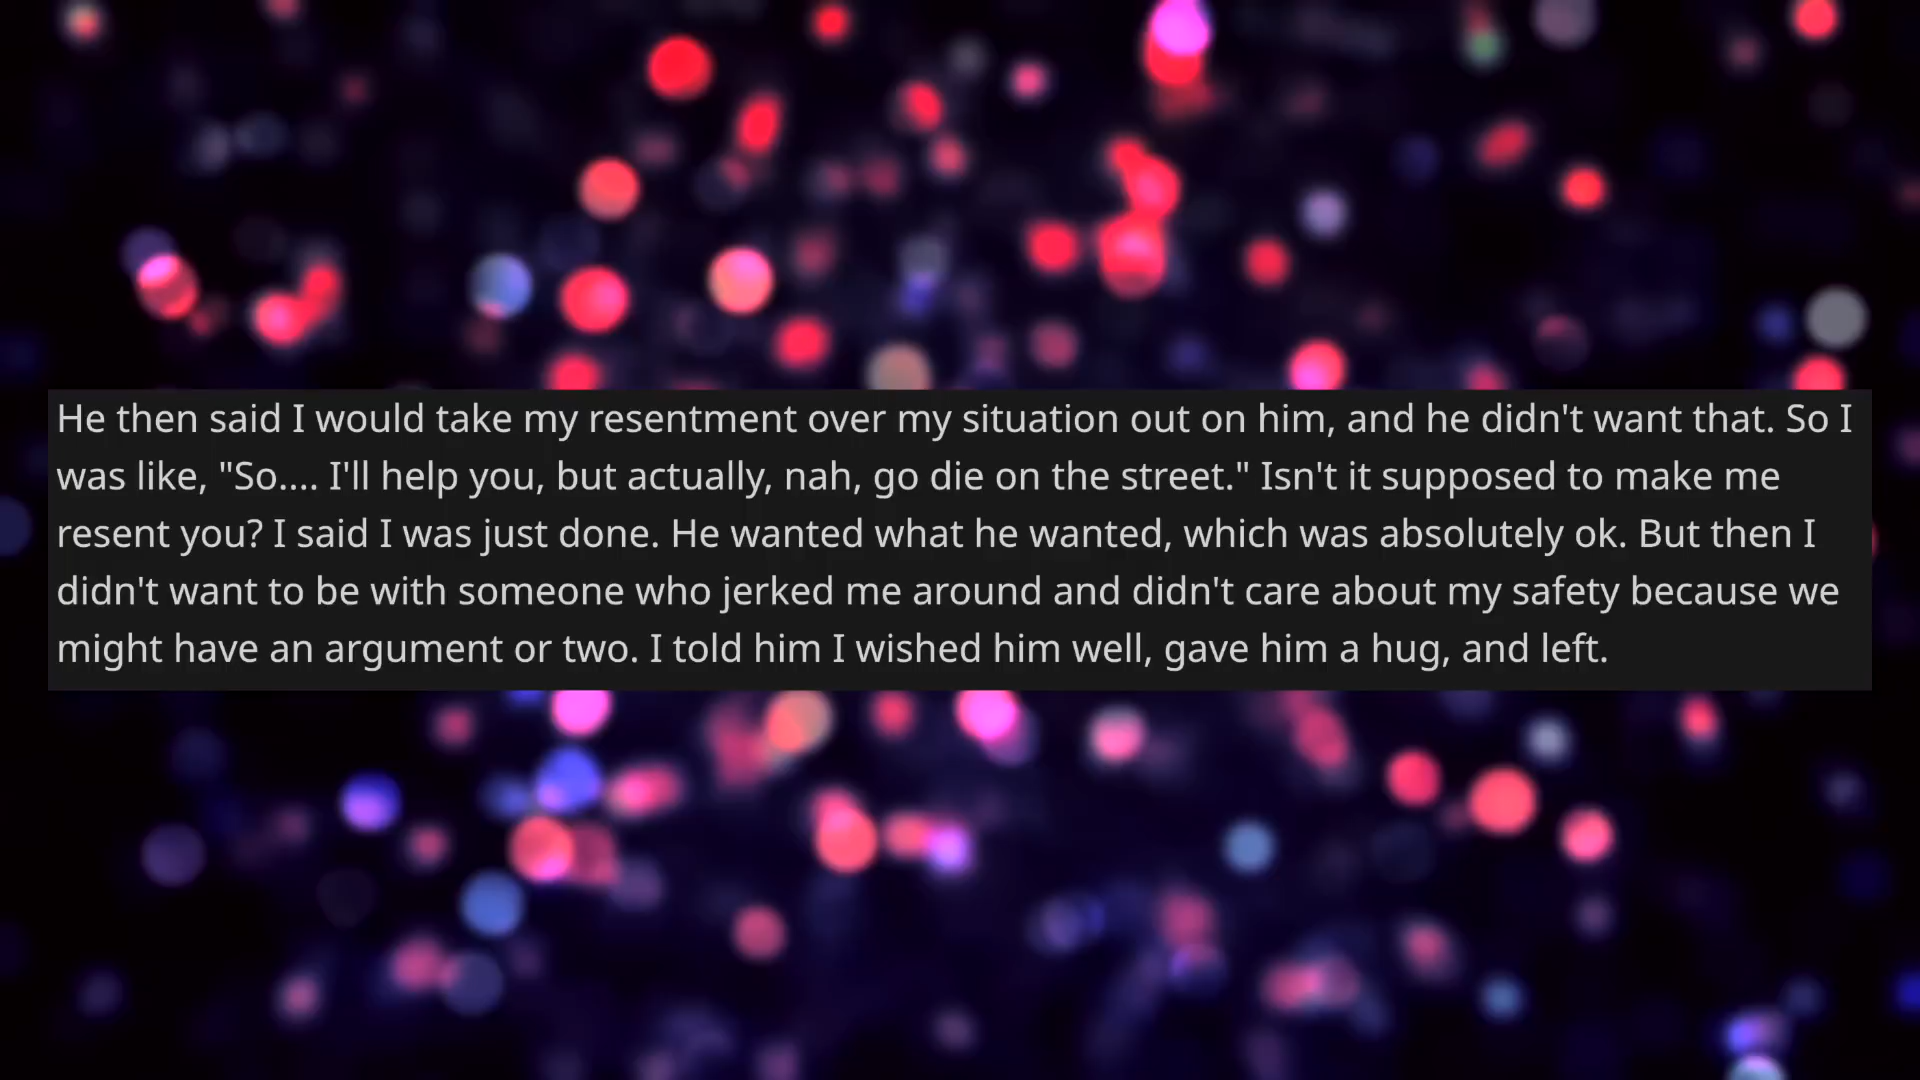 He then said I would take my resentment over my situation out on him, and he didn't want that. So I
was like, "So.... I'll help you, but actually, nah, go die on the street." Isn't it supposed to make me
resent you? I said I was just done. He wanted what he wanted, which was absolutely ok. But then I
didn't want to be with someone who jerked me around and didn't care about my safety because we
might have an argument or two. I told him I wished him well, gave him a hug, and left.